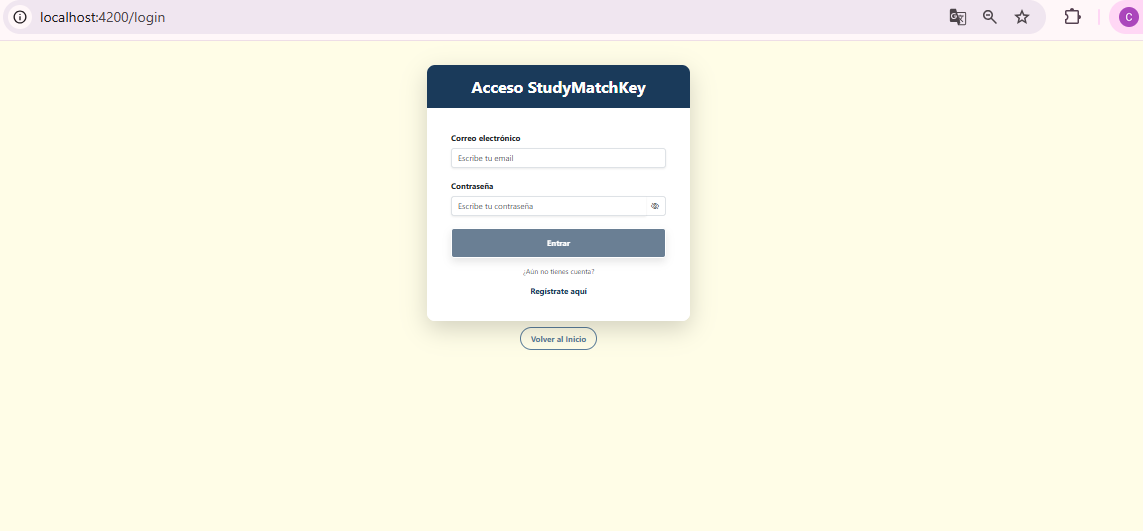 localhost:4200/login
C
Acceso StudyMatchKey
Correo electrónico
Escribe tu email
Contraseña
Escribe tu contraseña
Entrar
¿Aún no tienes cuenta?
Regístrate aquí
Volver al Inicio